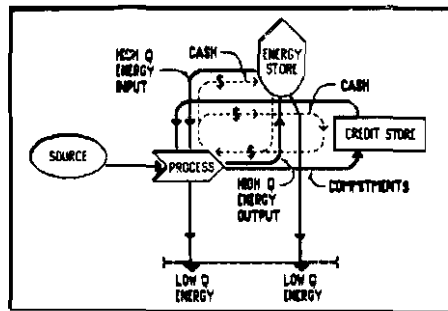 HIGH Q
ENERGY
INPUT
CASH
$
ENERGY
STORE
CASH
$
$
$
CREDIT STORE
SOURCE
PROCESS
HIGH Q
ENERGY
OUTPUT
COMMITMENTS
LOW Q
ENERGY
LOW Q
ENERGY